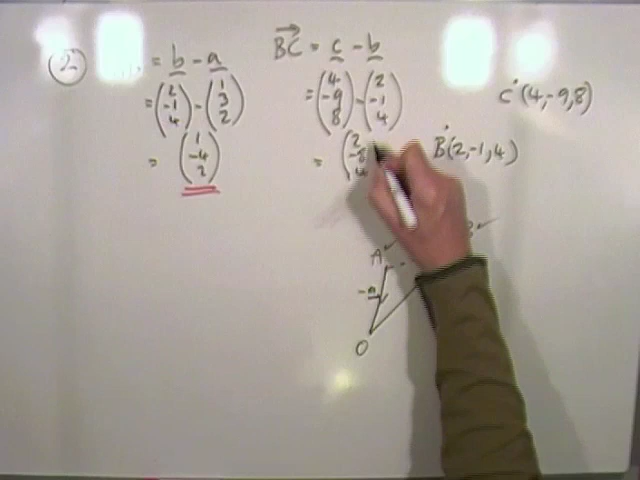 2. = b - a
= (2 -1 4) - (1 3 2)
= (1 -4 2)
BC = c - b
= (4 -9 8) - (2 -1 4)
= (2 -8 4
C (4, -9, 8)
B (2, -1, 4)
A
-a
O